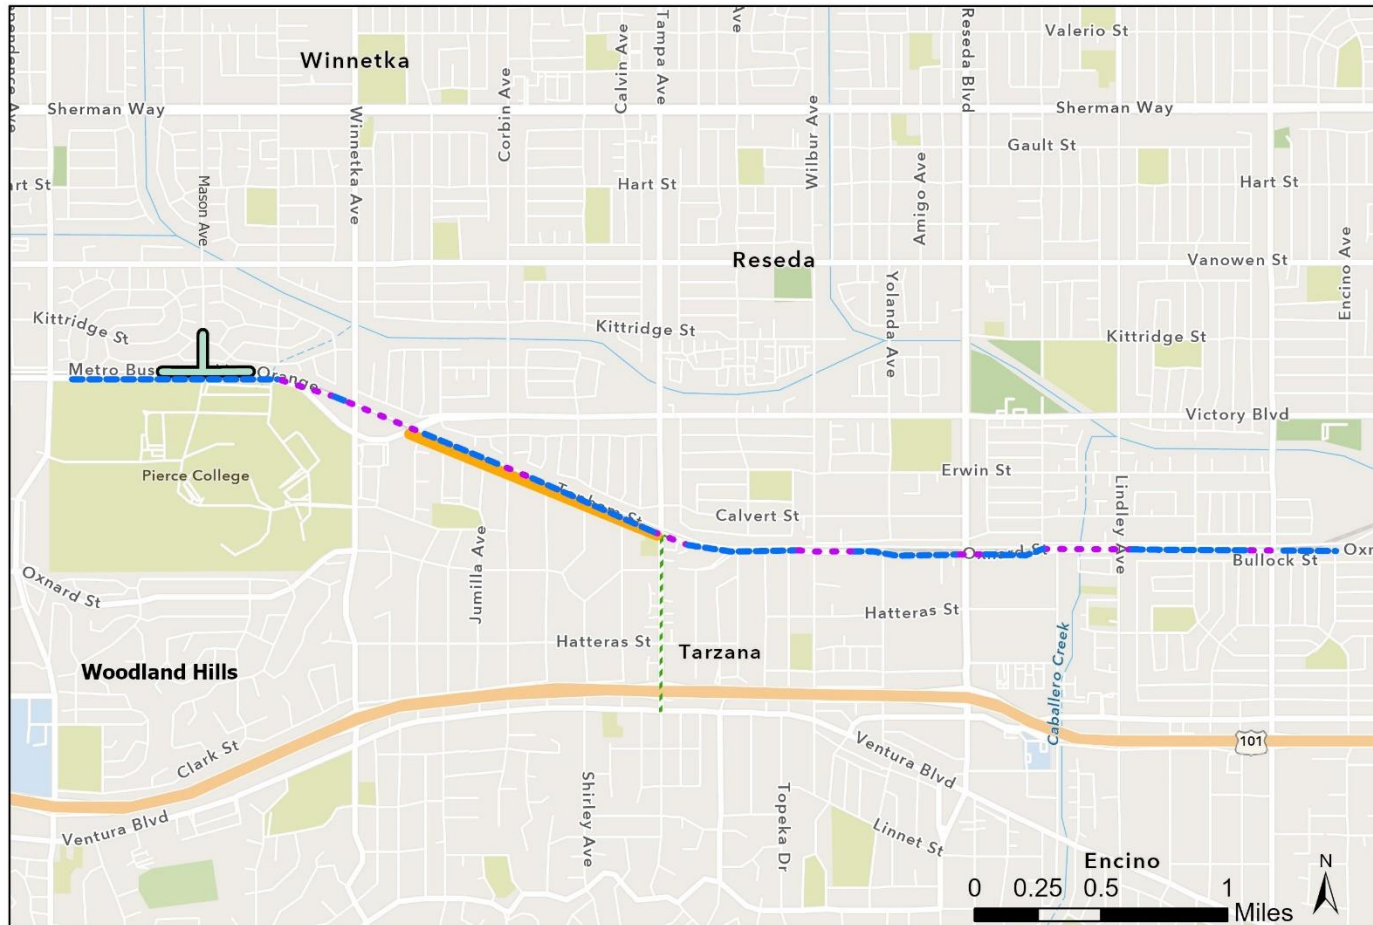 Winnetka
Valerio St
Calvin Ave
Tampa Ave
Ave
Reseda Blvd
Sherman Way
Sherman Way
Winnetka Ave
Corbin Ave
Wilbur Ave
Gault St
Mason Ave
Hart St
Amigo Ave
Hart St
Reseda
Vanowen St
Encino Ave
Kittridge St
Kittridge St
Yolanda Ave
Kittridge St
Metro Bus
Orange
Victory Blvd
Pierce College
Erwin St
Lindley Ave
Calvert St
Topham St
Jumilla Ave
Oxnard St
Oxnard St
Bullock St
Hatteras St
Hatteras St
Tarzana
Woodland Hills
Caballero Creek
Clark St
101
Ventura Blvd
Ventura Blvd
Shirley Ave
Topeka Dr
Linnet St
Encino
N
0 0.25 0.5 1
Miles